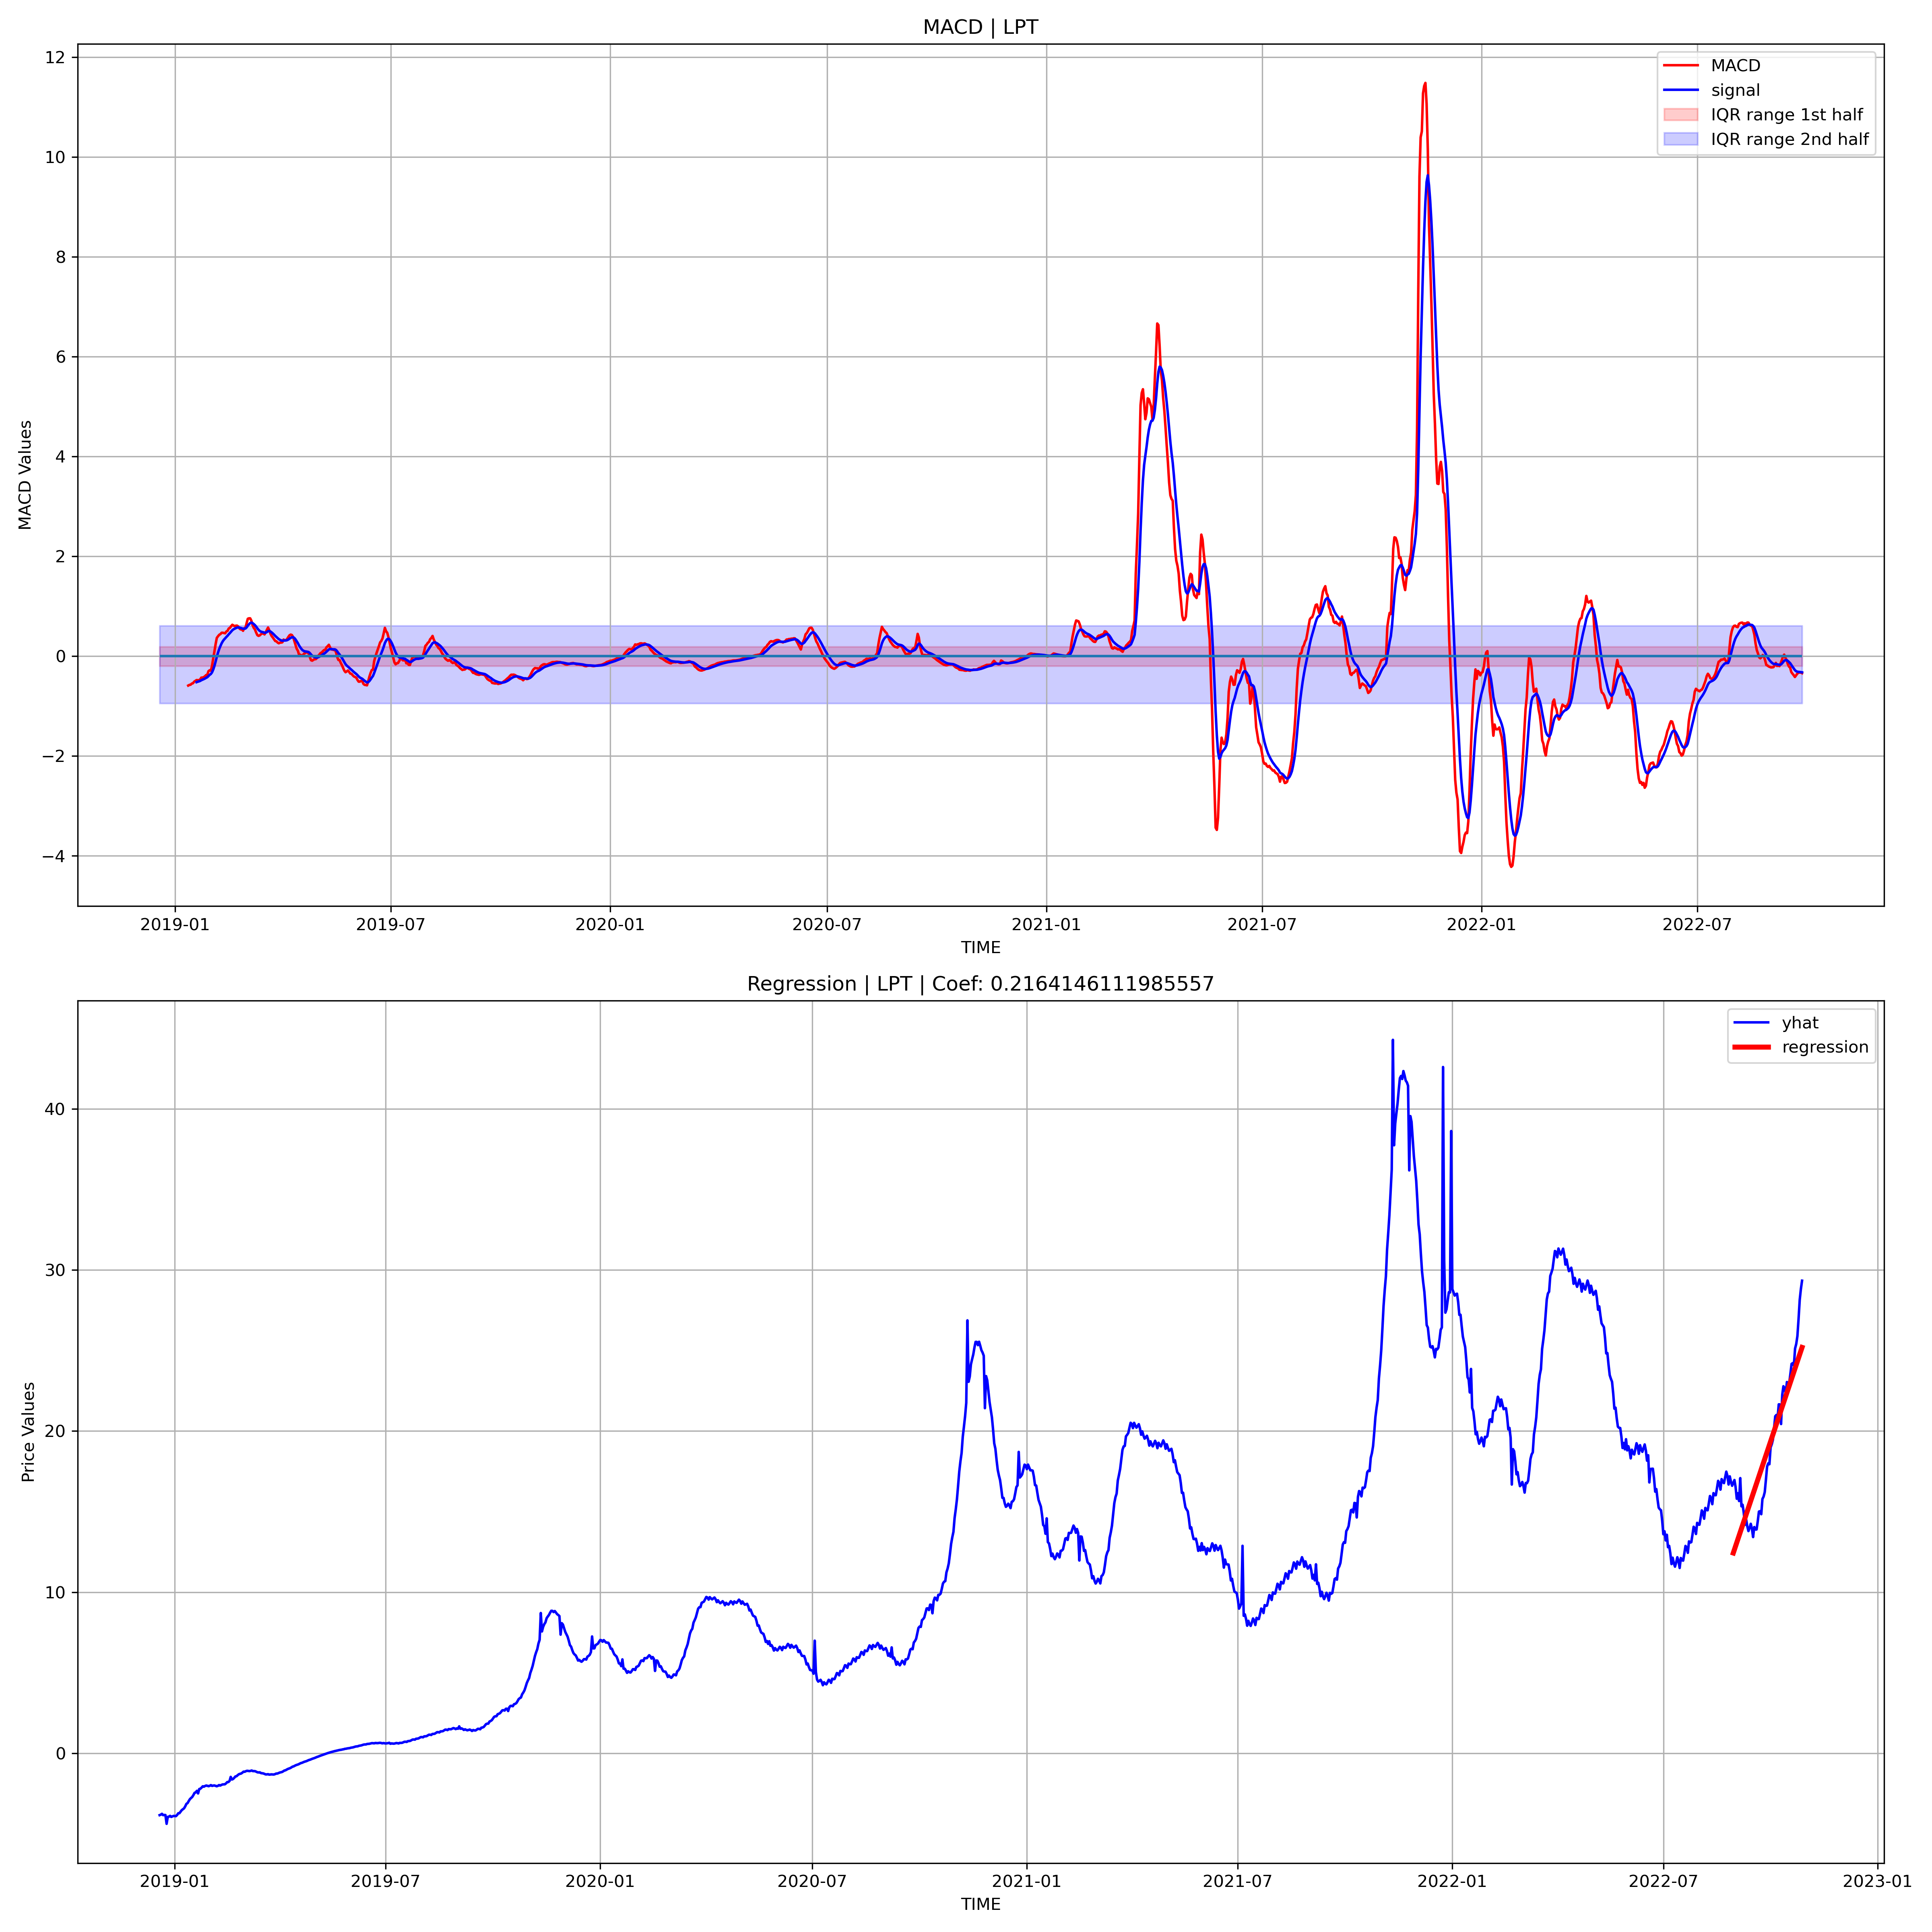 MACD | LPT
12
10
8
6
4
2
0
−2
−4
MACD Values
MACD
signal
IQR range 1st half
IQR range 2nd half
2019-01 2019-07 2020-01 2020-07 2021-01 2021-07 2022-01 2022-07
TIME
Regression | LPT | Coef: 0.2164146111985557
40
30
20
10
0
Price Values
yhat
regression
2019-01 2019-07 2020-01 2020-07 2021-01 2021-07 2022-01 2022-07 2023-01
TIME